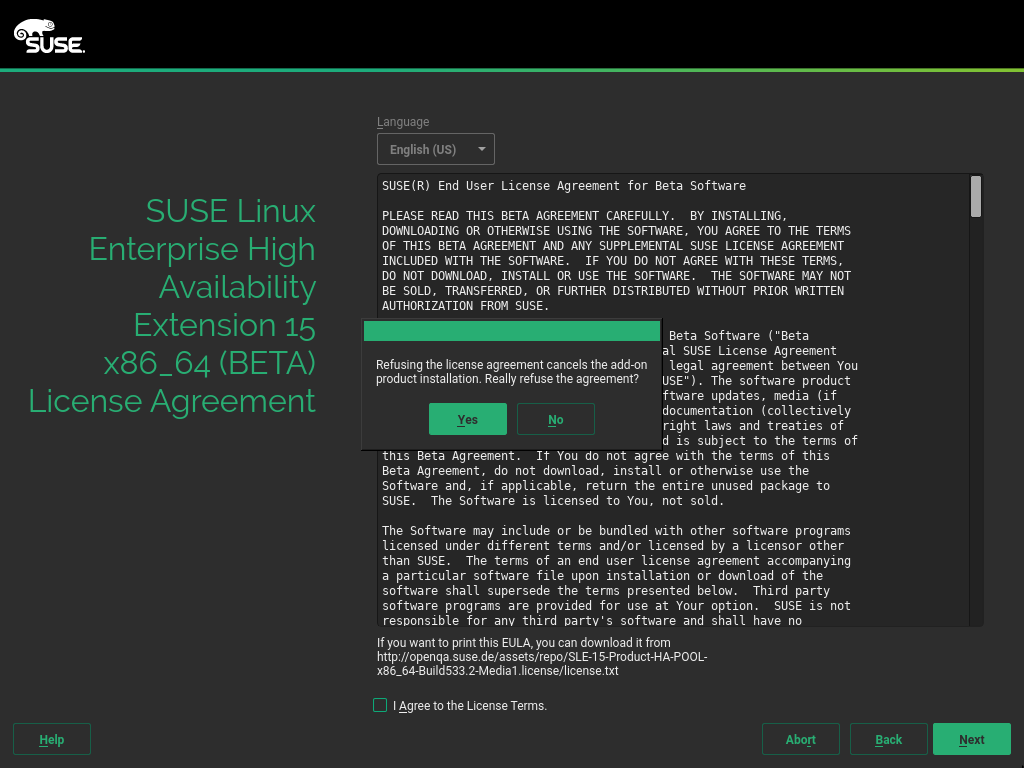 SUSE.
Language
English (US)
SUSE Linux
Enterprise High
Availability
Extension 15
x86_64 (BETA)
License Agreement
SUSE(R) End User License Agreement for Beta Software
PLEASE READ THIS BETA AGREEMENT CAREFULLY.  BY INSTALLING,
DOWNLOADING OR OTHERWISE USING THE SOFTWARE, YOU AGREE TO THE TERMS
OF THIS BETA AGREEMENT AND ANY SUPPLEMENTAL SUSE LICENSE AGREEMENT
INCLUDED WITH THE SOFTWARE.  IF YOU DO NOT AGREE WITH THESE TERMS,
DO NOT DOWNLOAD, INSTALL OR USE THE SOFTWARE.  THE SOFTWARE MAY NOT
BE SOLD, TRANSFERRED, OR FURTHER DISTRIBUTED WITHOUT PRIOR WRITTEN
AUTHORIZATION FROM SUSE.
Beta Software ("Beta
al SUSE License Agreement
legal agreement between You
USE"). The software product
ftware updates, media (if
documentation (collectively
right laws and treaties of
d is subject to the terms of
this Beta Agreement.  If You do not agree with the terms of this
Beta Agreement, do not download, install or otherwise use the
Software and, if applicable, return the entire unused package to
SUSE.  The Software is licensed to You, not sold.
The Software may include or be bundled with other software programs
licensed under different terms and/or licensed by a licensor other
than SUSE.  The terms of an end user license agreement accompanying
a particular software file upon installation or download of the
software shall supersede the terms presented below.  Third party
software programs are provided for use at Your option.  SUSE is not
responsible for any third party's software and shall have no
Refusing the license agreement cancels the add-on
product installation. Really refuse the agreement?
Yes
No
If you want to print this EULA, you can download it from
http://openqa.suse.de/assets/repo/SLE-15-Product-HA-POOL-
x86_64-Build533.2-Media1.license/license.txt
I Agree to the License Terms.
Help
Abort
Back
Next